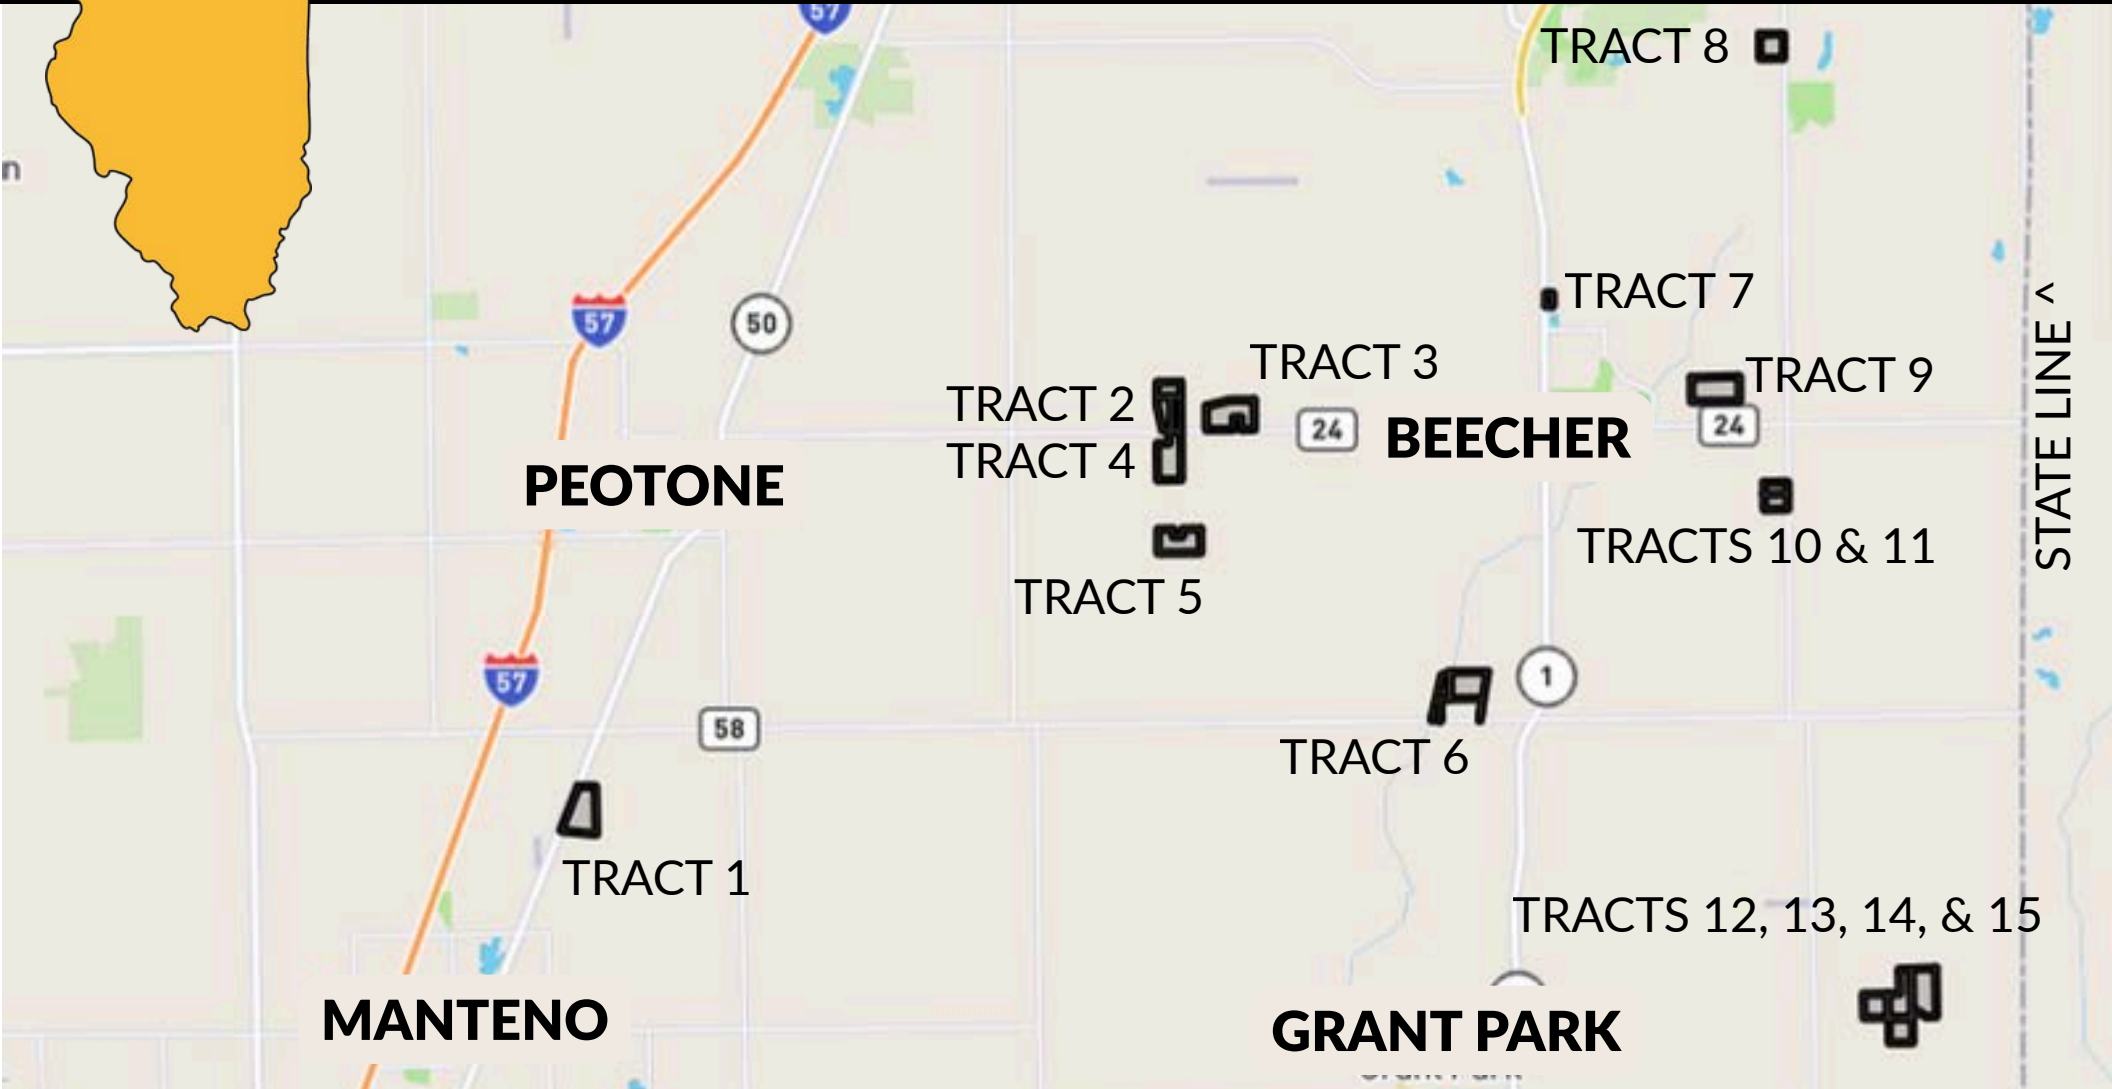 57
TRACT 8
n
TRACT 7
57
50
STATE LINE <
TRACT 3
TRACT 9
TRACT 2
24
24
BEECHER
TRACT 4
PEOTONE
TRACTS 10 & 11
TRACT 5
57
1
58
TRACT 6
TRACT 1
TRACTS 12, 13, 14, & 15
MANTENO
GRANT PARK